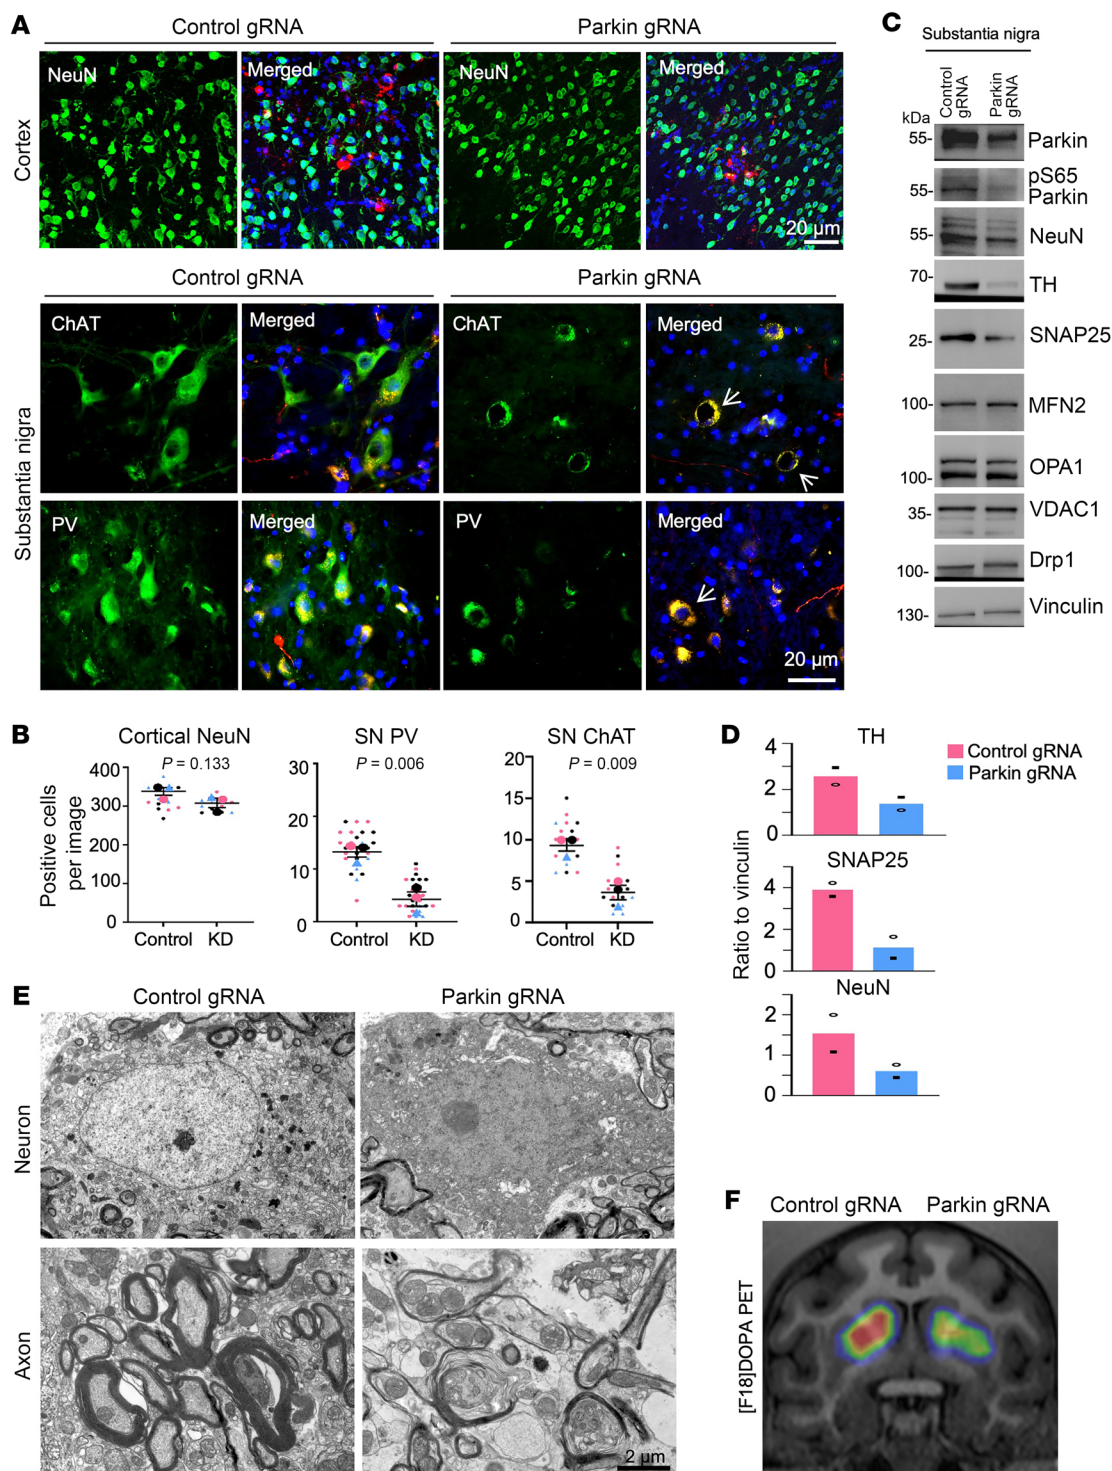 A
Control gRNA
Parkin gRNA
NeuN
Merged
NeuN
Merged
Cortex
20 μm
Control gRNA
Parkin gRNA
ChAT
Merged
ChAT
Merged
Substantia nigra
PV
Merged
PV
Merged
20 μm
C
Substantia nigra
Control gRNA
Parkin gRNA
kDa
55-
Parkin
55-
pS65
Parkin
55-
NeuN
70-
TH
25-
SNAP25
100-
MFN2
100-
OPA1
35-
VDAC1
100-
Drp1
130-
Vinculin
B
Cortical NeuN
P = 0.133
Positive cells
per image
400
300
200
100
0
Control
KD
SN PV
P = 0.006
30
20
10
0
Control
KD
SN ChAT
P = 0.009
20
15
10
5
0
Control
KD
D
TH
4
2
0
Control gRNA
Parkin gRNA
SNAP25
4
2
0
Ratio to vinculin
NeuN
2
1
0
E
Control gRNA
Parkin gRNA
Neuron
Axon
2 μm
F
Control gRNA
Parkin gRNA
[F18]DOPA PET